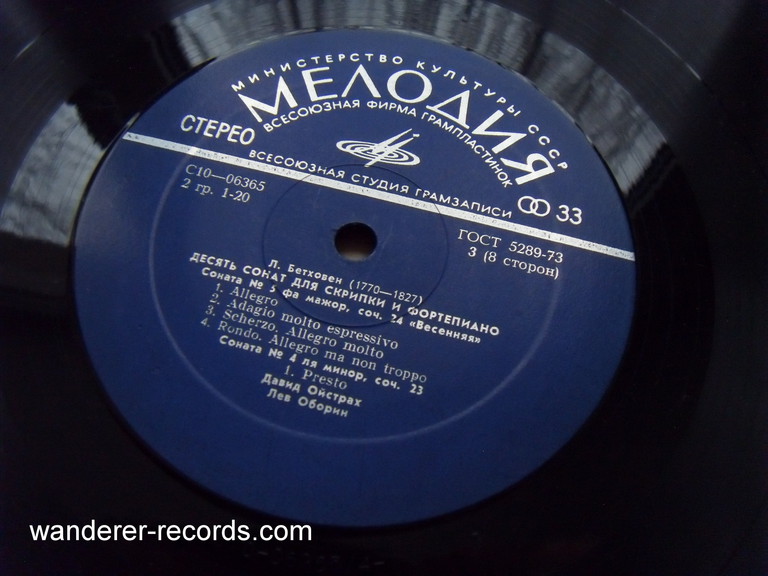 МИНИСТЕРСТВО КУЛЬТУРЫ СССР
МЕЛОДИЯ
ВСЕСОЮЗНАЯ ФИРМА ГРАМПЛАСТИНОК
СТЕРЕО
ВСЕСОЮЗНАЯ СТУДИЯ ГРАМЗАПИСИ
33
С10—06365
2 гр. 1-20
ГОСТ 5289-73
3 (8 сторон)
Л. Бетховен (1770—1827)
ДЕСЯТЬ СОНАТ ДЛЯ СКРИПКИ И ФОРТЕПИАНО
Соната № 5 фа мажор, соч. 24 «Весенняя»
1. Allegro
2. Adagio molto espressivo
3. Scherzo. Allegro molto
4. Rondo. Allegro ma non troppo
Соната № 4 ля минор, соч. 23
1. Presto
Давид Ойстрах
Лев Оборин
wanderer-records.com